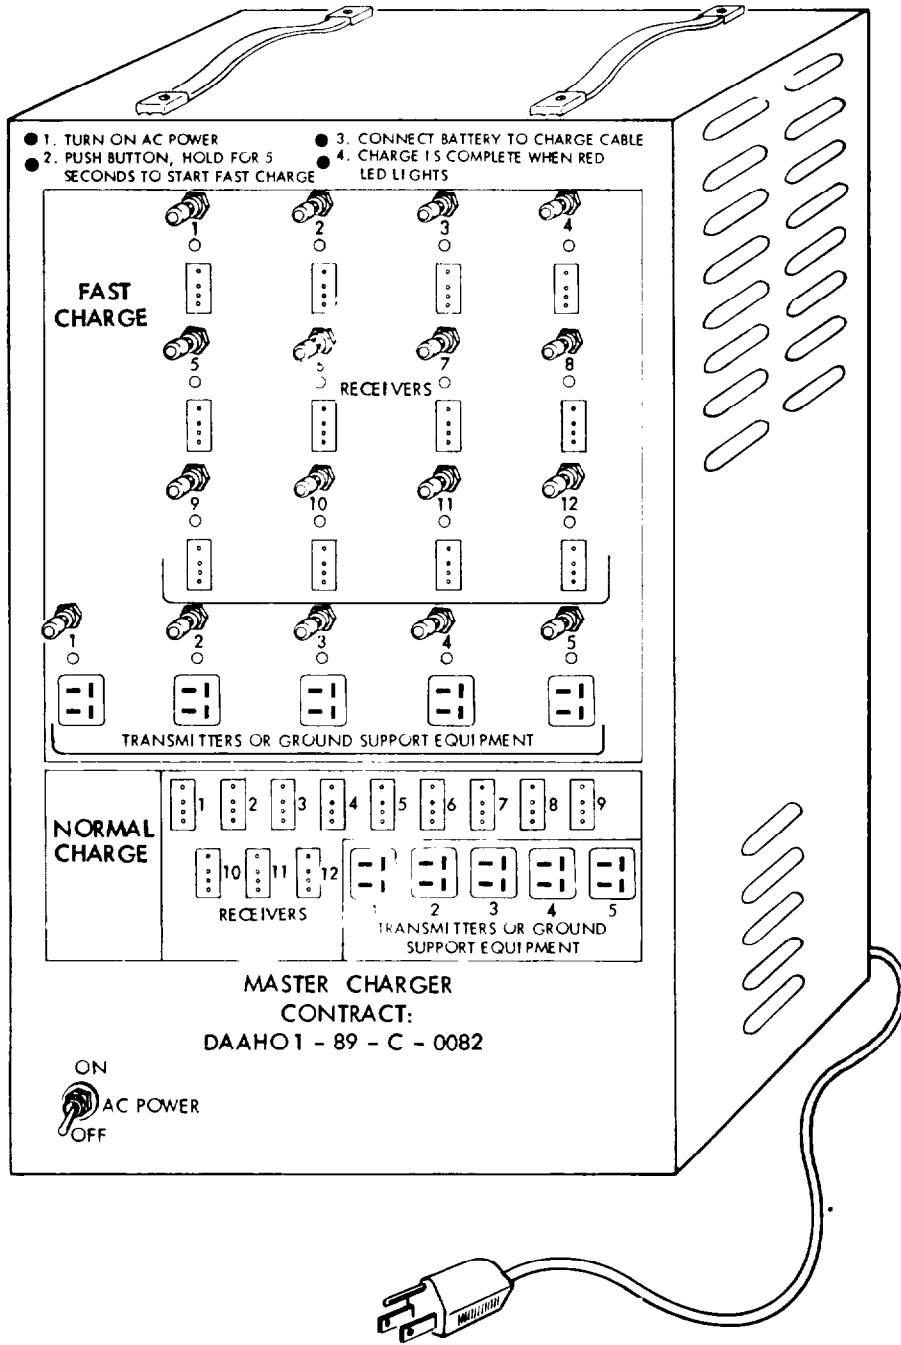 1. TURN ON AC POWER
2. PUSH BUTTON, HOLD FOR 5
SECONDS TO START FAST CHARGE
3. CONNECT BATTERY TO CHARGE CABLE
4. CHARGE IS COMPLETE WHEN RED
LED LIGHTS
1 2 3 4
FAST
CHARGE
5 6 7 8
RECEIVERS
9 10 11 12
1 2 3 4 5
TRANSMITTERS OR GROUND SUPPORT EQUIPMENT
NORMAL
CHARGE
1 2 3 4 5 6 7 8 9
10 11 12
RECEIVERS
1 2 3 4 5
TRANSMITTERS OR GROUND
SUPPORT EQUIPMENT
MASTER CHARGER
CONTRACT:
DAAHO1 - 89 - C - 0082
ON
AC POWER
OFF